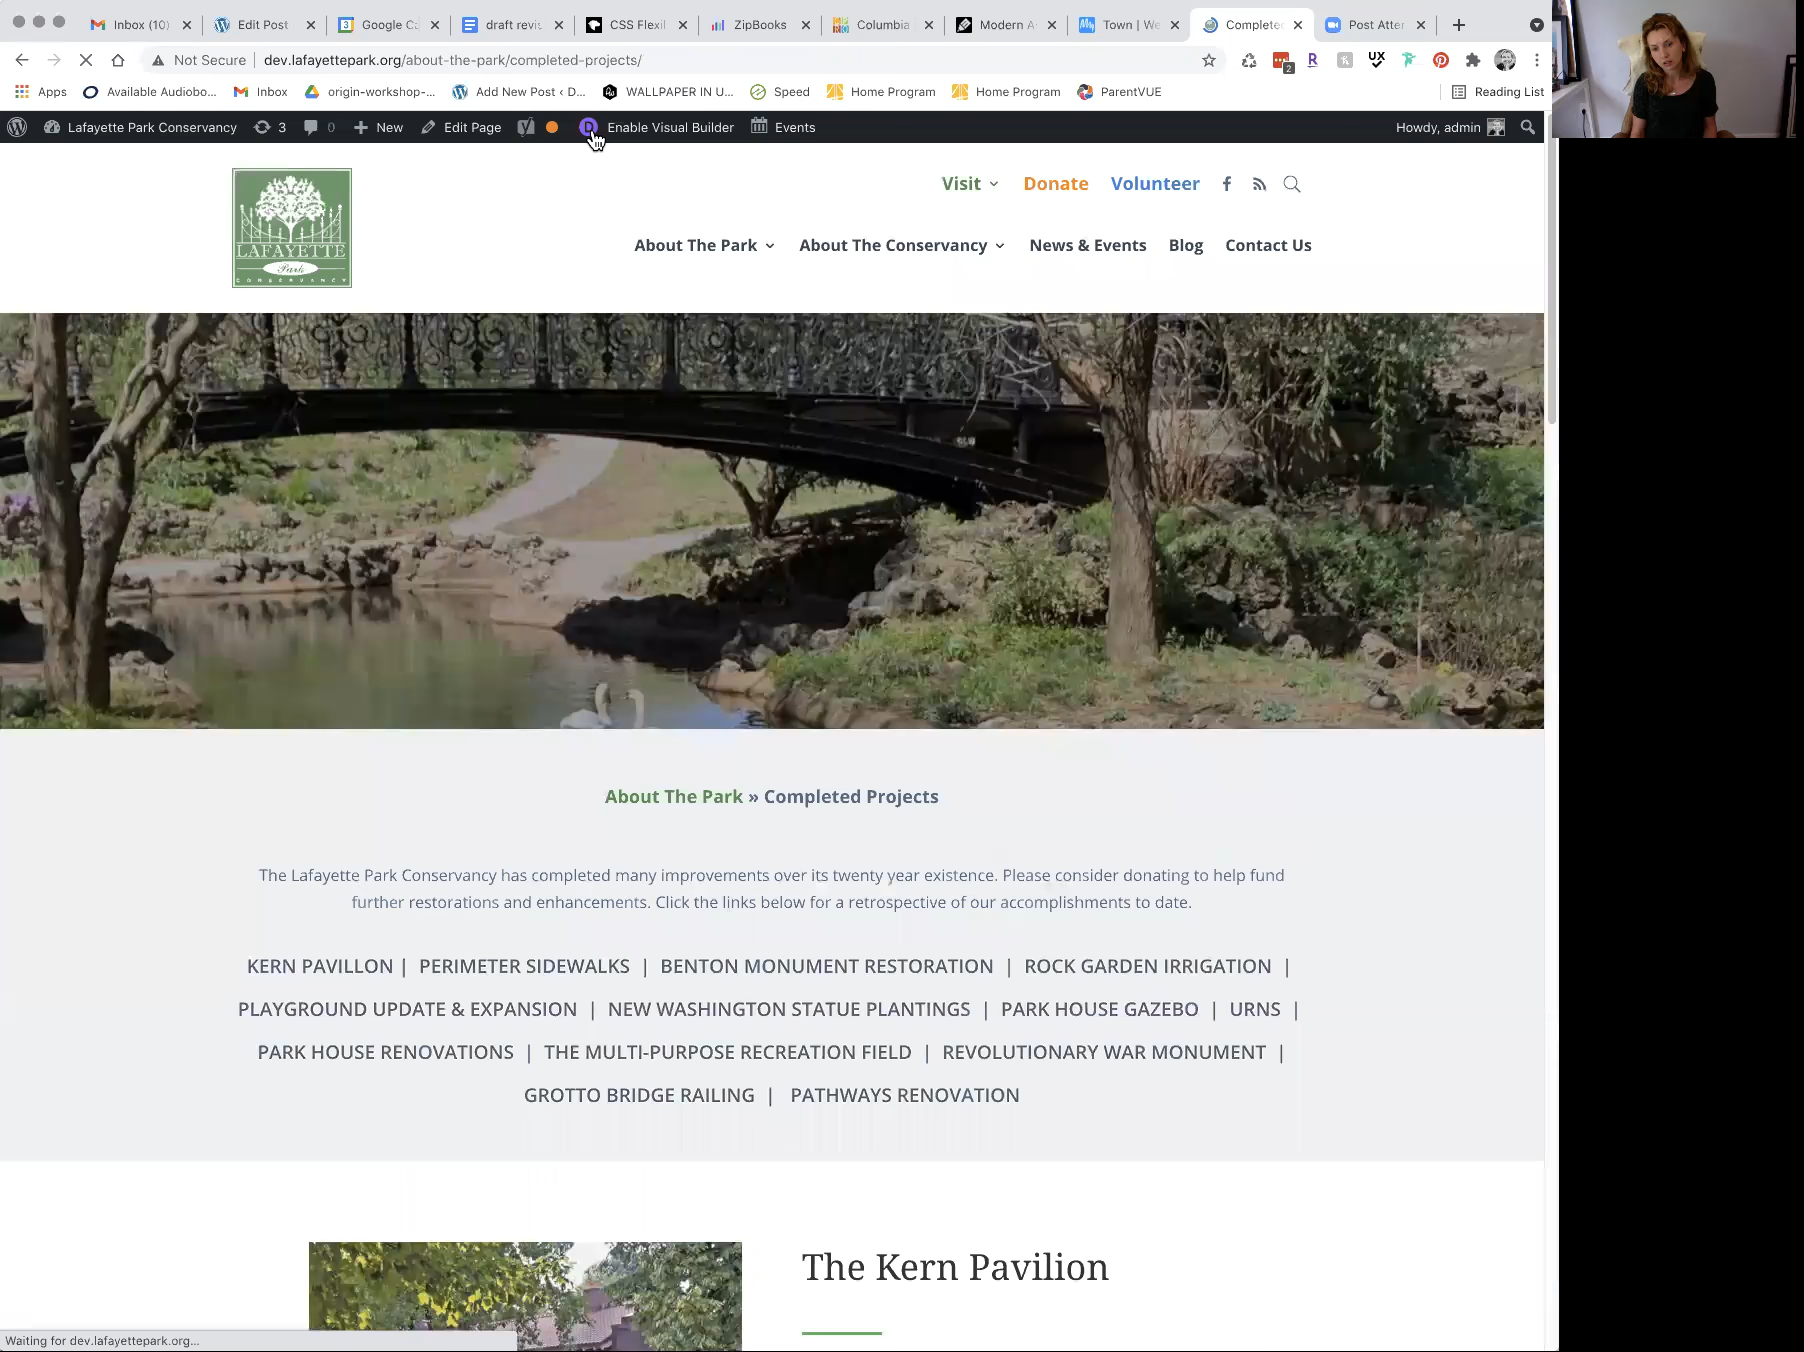 Inbox (10)
Edit Post
Google Ca
draft revis
CSS Flexil
ZipBooks
Columbia
Modern A
Town | We
Complete
Post Atter
Not Secure
dev.lafayettepark.org/about-the-park/completed-projects/
2
Apps
Available Audiobo...
Inbox
origin-workshop-...
Add New Post ‹ D...
WALLPAPER IN U...
Speed
Home Program
Home Program
ParentVUE
Reading List
Lafayette Park Conservancy
3
0
New
Edit Page
Enable Visual Builder
Events
Howdy, admin
LAFAYETTE
Park
CONSERVANCY
Visit
Donate
Volunteer
About The Park
About The Conservancy
News & Events
Blog
Contact Us
About The Park » Completed Projects
The Lafayette Park Conservancy has completed many improvements over its twenty year existence. Please consider donating to help fund
further restorations and enhancements. Click the links below for a retrospective of our accomplishments to date.
KERN PAVILLON | PERIMETER SIDEWALKS | BENTON MONUMENT RESTORATION | ROCK GARDEN IRRIGATION |
PLAYGROUND UPDATE & EXPANSION | NEW WASHINGTON STATUE PLANTINGS | PARK HOUSE GAZEBO | URNS |
PARK HOUSE RENOVATIONS | THE MULTI-PURPOSE RECREATION FIELD | REVOLUTIONARY WAR MONUMENT |
GROTTO BRIDGE RAILING | PATHWAYS RENOVATION
The Kern Pavilion
Waiting for dev.lafayettepark.org...